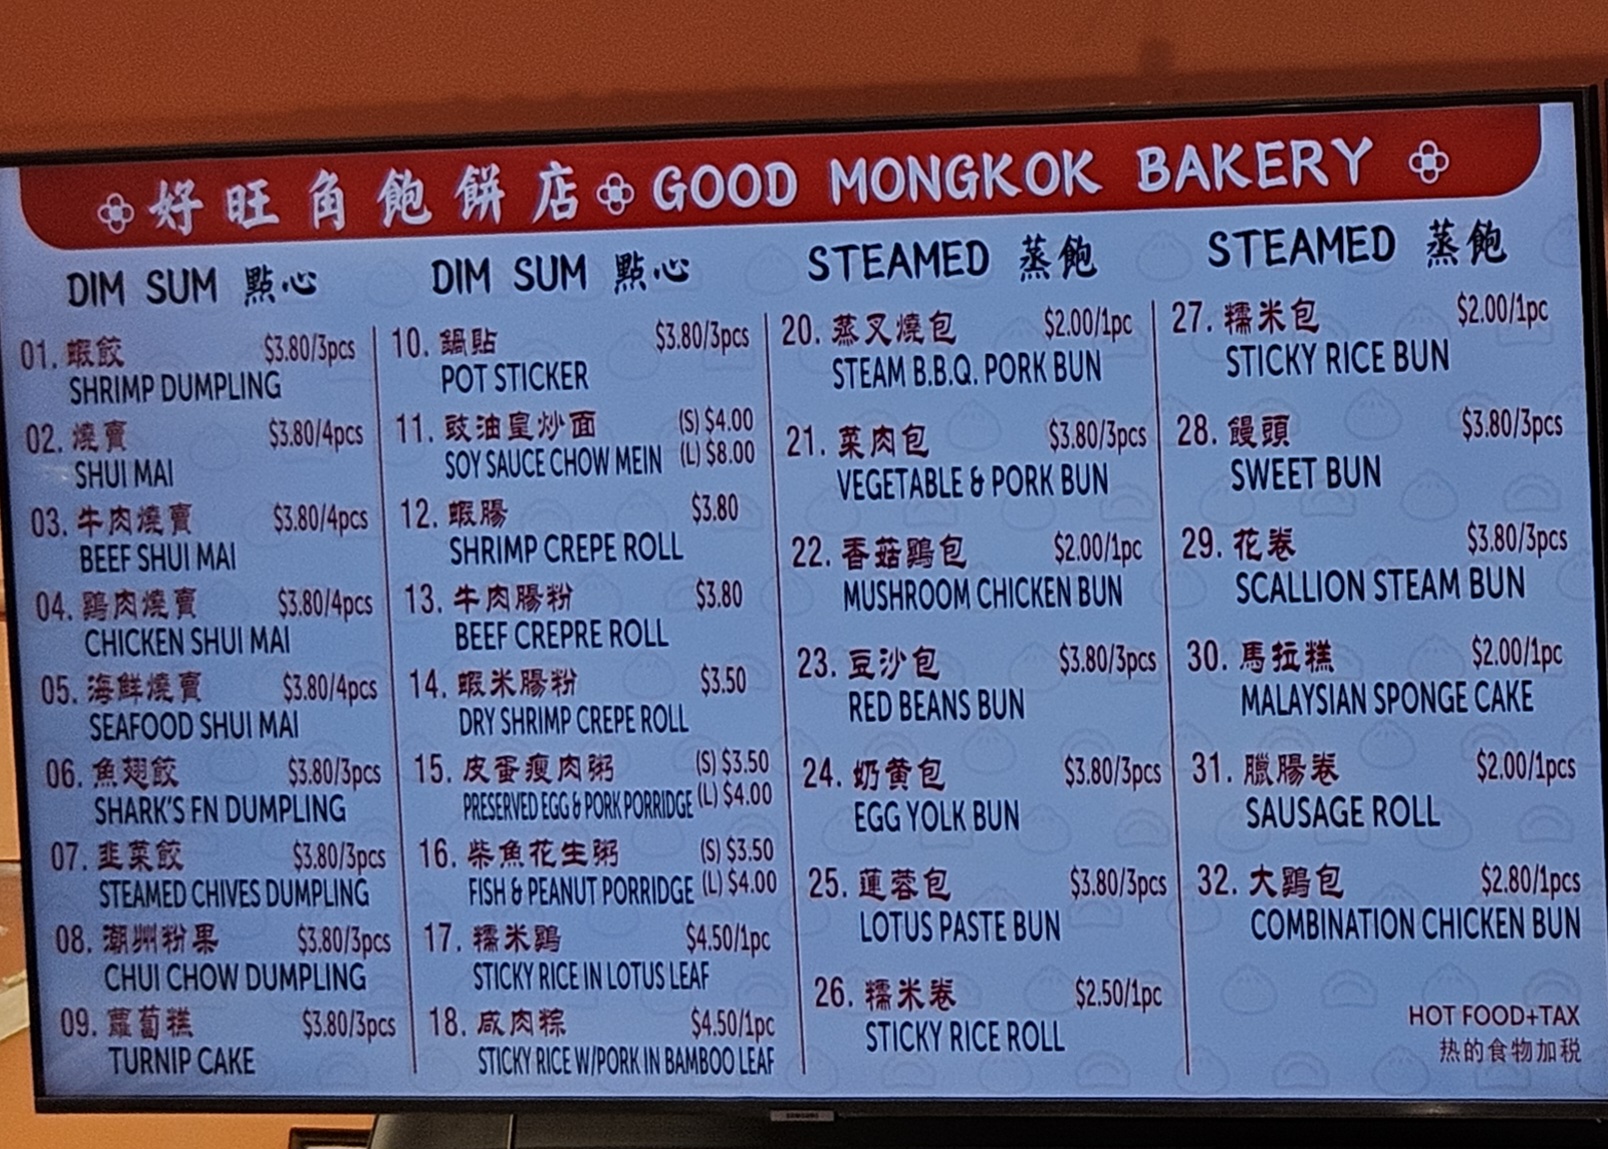 好旺角飽餅店 GOOD MONGKOK BAKERY
DIM SUM 點心
01. 蝦餃 $3.80/3pcs
SHRIMP DUMPLING
02. 燒賣 $3.80/4pcs
SHUI MAI
03. 牛肉燒賣 $3.80/4pcs
BEEF SHUI MAI
04. 鷄肉燒賣 $3.80/4pcs
CHICKEN SHUI MAI
05. 海鮮燒賣 $3.80/4pcs
SEAFOOD SHUI MAI
06. 魚翅餃 $3.80/3pcs
SHARK'S FN DUMPLING
07. 韭菜餃 $3.80/3pcs
STEAMED CHIVES DUMPLING
08. 潮州粉果 $3.80/3pcs
CHUI CHOW DUMPLING
09. 蘿蔔糕 $3.80/3pcs
TURNIP CAKE
DIM SUM 點心
10. 鍋貼 $3.80/3pcs
POT STICKER
11. 豉油皇炒面 (S) $4.00
SOY SAUCE CHOW MEIN (L) $8.00
12. 蝦腸 $3.80
SHRIMP CREPE ROLL
13. 牛肉腸粉 $3.80
BEEF CREPRE ROLL
14. 蝦米腸粉 $3.50
DRY SHRIMP CREPE ROLL
15. 皮蛋瘦肉粥 (S) $3.50
PRESERVED EGG & PORK PORRIDGE (L) $4.00
16. 柴魚花生粥 (S) $3.50
FISH & PEANUT PORRIDGE (L) $4.00
17. 糯米鷄 $4.50/1pc
STICKY RICE IN LOTUS LEAF
18. 咸肉粽 $4.50/1pc
STICKY RICE W/PORK IN BAMBOO LEAF
STEAMED 蒸飽
20. 蒸叉燒包 $2.00/1pc
STEAM B.B.Q. PORK BUN
21. 菜肉包 $3.80/3pcs
VEGETABLE & PORK BUN
22. 香菇鷄包 $2.00/1pc
MUSHROOM CHICKEN BUN
23. 豆沙包 $3.80/3pcs
RED BEANS BUN
24. 奶黄包 $3.80/3pcs
EGG YOLK BUN
25. 蓮蓉包 $3.80/3pcs
LOTUS PASTE BUN
26. 糯米卷 $2.50/1pc
STICKY RICE ROLL
STEAMED 蒸飽
27. 糯米包 $2.00/1pc
STICKY RICE BUN
28. 饅頭 $3.80/3pcs
SWEET BUN
29. 花卷 $3.80/3pcs
SCALLION STEAM BUN
30. 馬拉糕 $2.00/1pc
MALAYSIAN SPONGE CAKE
31. 臘腸卷 $2.00/1pcs
SAUSAGE ROLL
32. 大鷄包 $2.80/1pcs
COMBINATION CHICKEN BUN
HOT FOOD+TAX
热的食物加税
SAMSUNG